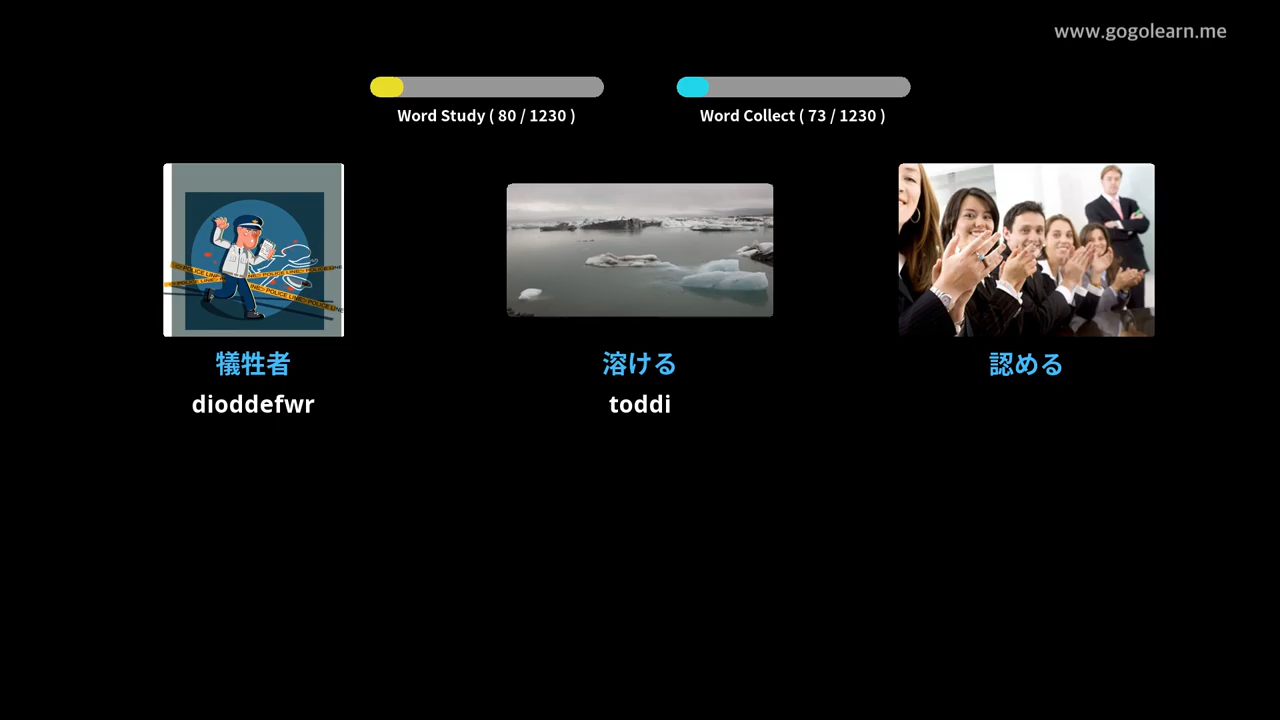 www.gogolearn.me
Word Study ( 80 / 1230 )
Word Collect ( 73 / 1230 )
犠牲者
溶ける
認める
dioddefwr
toddi